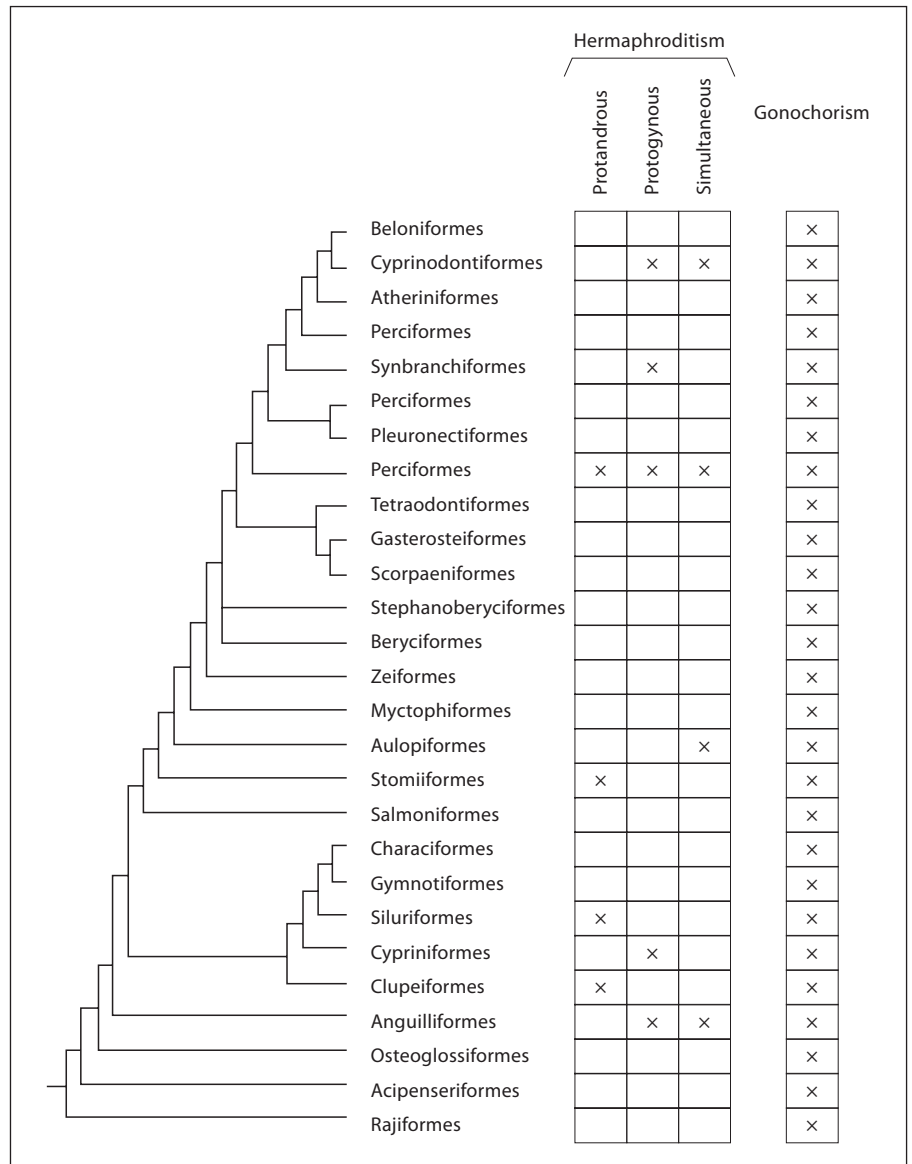 Hermaphroditism
Protandrous
Protogynous
Simultaneous
Gonochorism
Beloniformes ×
Cyprinodontiformes × × ×
Atheriniformes ×
Perciformes ×
Synbranchiformes × ×
Perciformes ×
Pleuronectiformes ×
Perciformes × × × ×
Tetraodontiformes ×
Gasterosteiformes ×
Scorpaeniformes ×
Stephanoberyciformes ×
Beryciformes ×
Zeiformes ×
Myctophiformes ×
Aulopiformes × ×
Stomiiformes × ×
Salmoniformes ×
Characiformes ×
Gymnotiformes ×
Siluriformes × ×
Cypriniformes × ×
Clupeiformes × ×
Anguilliformes × × ×
Osteoglossiformes ×
Acipenseriformes ×
Rajiformes ×